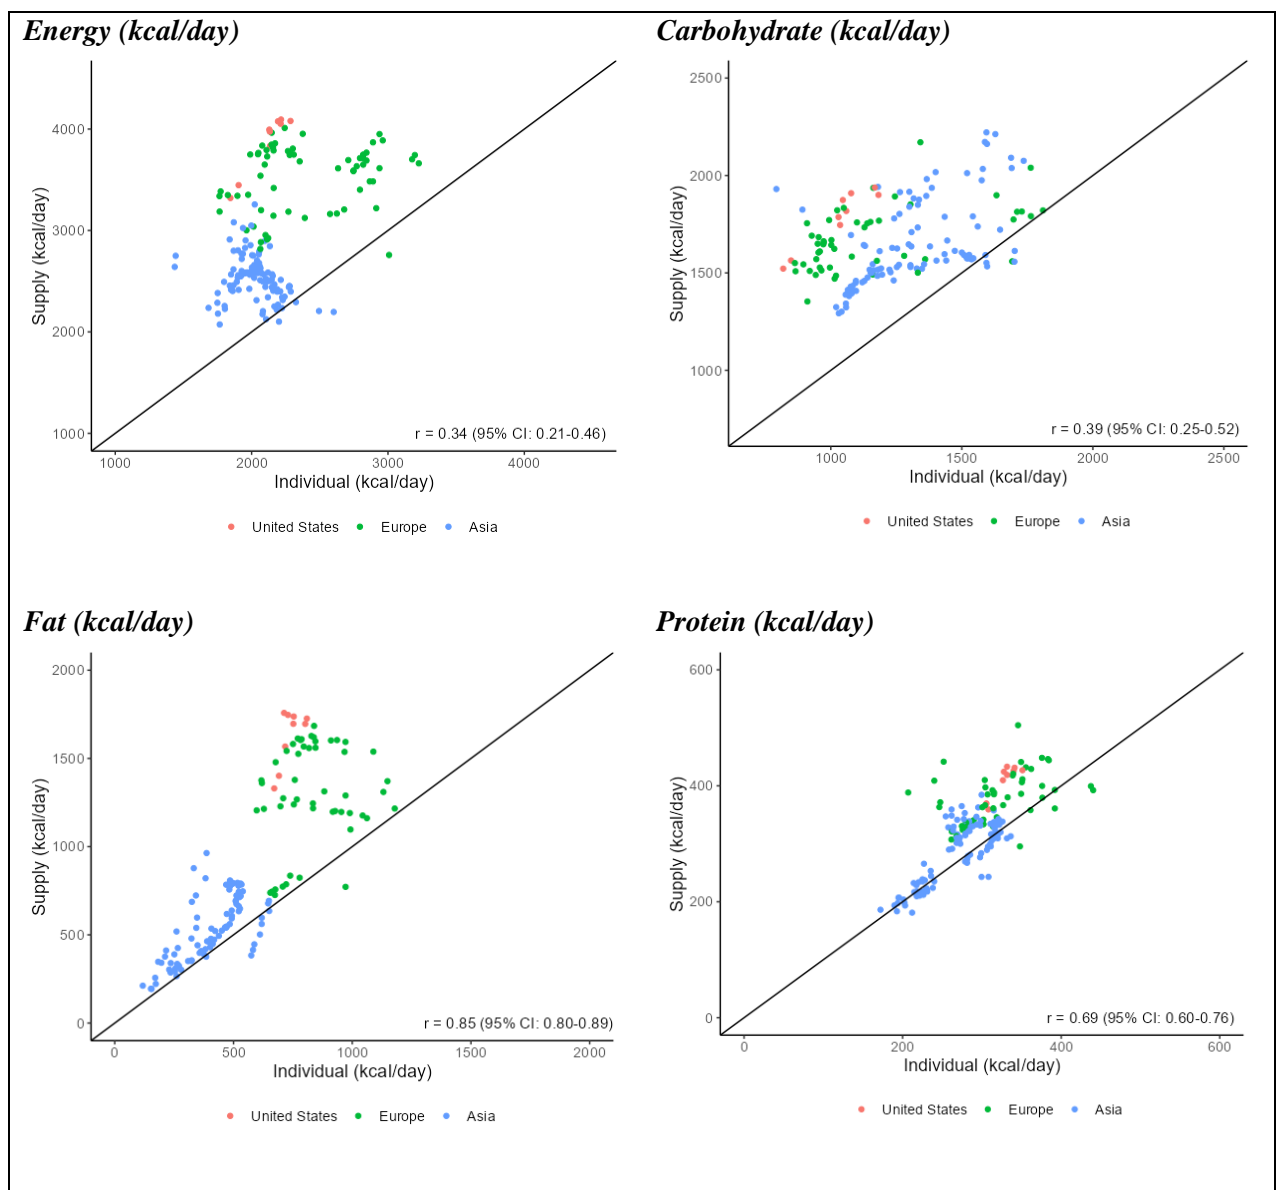 Energy (kcal/day)
Supply (kcal/day)
4000
3000
2000
1000
r = 0.34 (95% CI: 0.21-0.46)
1000 2000 3000 4000
Individual (kcal/day)
United States Europe Asia
Carbohydrate (kcal/day)
Supply (kcal/day)
2500
2000
1500
1000
r = 0.39 (95% CI: 0.25-0.52)
1000 1500 2000 2500
Individual (kcal/day)
United States Europe Asia
Fat (kcal/day)
Supply (kcal/day)
2000
1500
1000
500
0
r = 0.85 (95% CI: 0.80-0.89)
0 500 1000 1500 2000
Individual (kcal/day)
United States Europe Asia
Protein (kcal/day)
Supply (kcal/day)
600
400
200
0
r = 0.69 (95% CI: 0.60-0.76)
0 200 400 600
Individual (kcal/day)
United States Europe Asia